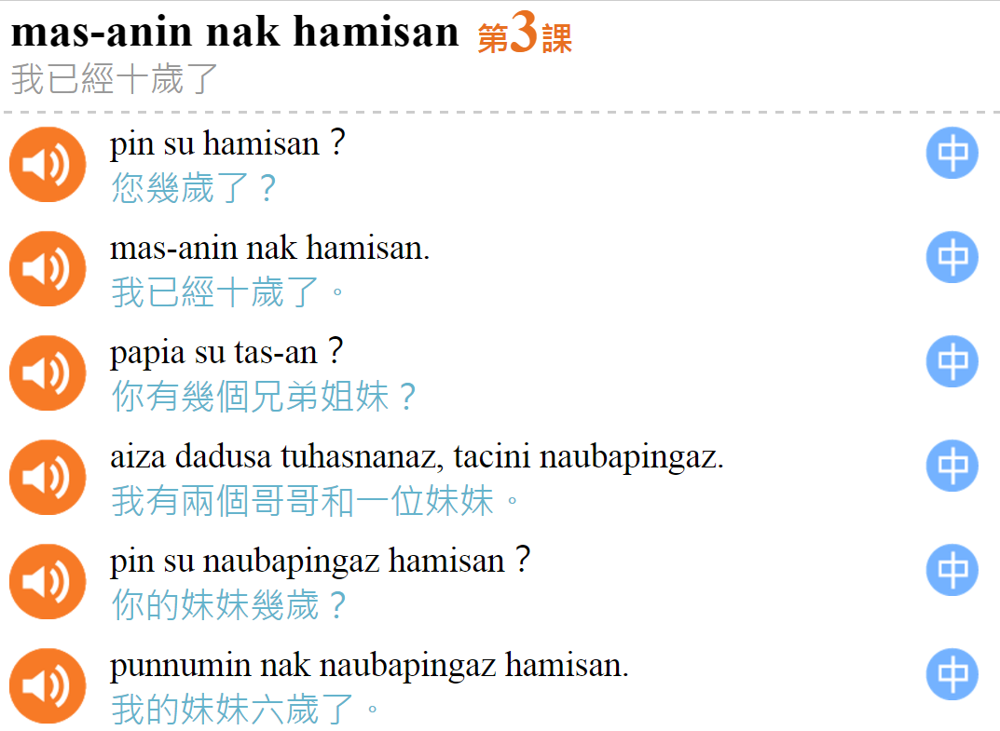 mas-anin nak hamisan 第3課
我已經十歲了
pin su hamisan？
中
您幾歲了？
mas-anin nak hamisan.
中
我已經十歲了。
papia su tas-an？
中
你有幾個兄弟姐妹？
aiza dadusa tuhasnanaz, tacini naubapingaz.
中
我有兩個哥哥和一位妹妹。
pin su naubapingaz hamisan？
中
你的妹妹幾歲？
punnumin nak naubapingaz hamisan.
中
我的妹妹六歲了。